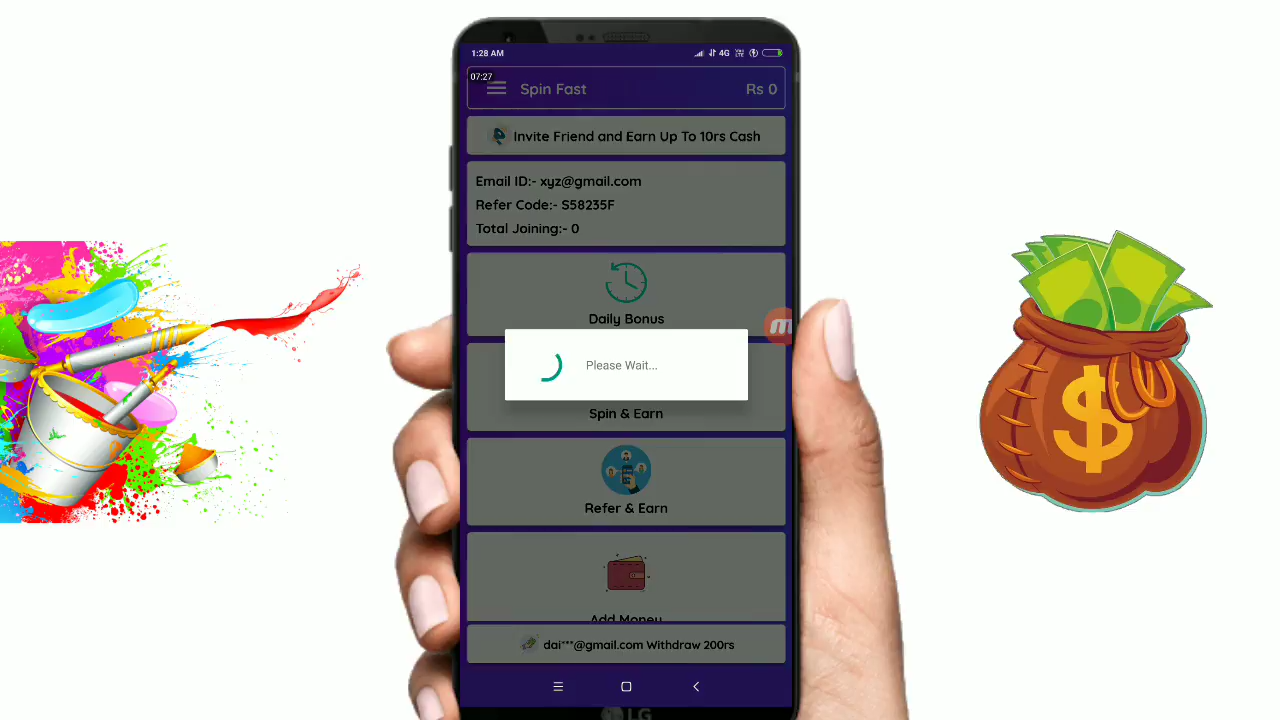 1:28 AM
4G
07:27
Spin Fast
Rs 0
Invite Friend and Earn Up To 10rs Cash
Email ID:- xyz@gmail.com
Refer Code:- S58235F
Total Joining:- 0
Daily Bonus
Please Wait...
Spin & Earn
Refer & Earn
Add Money
dai***@gmail.com Withdraw 200rs
LG